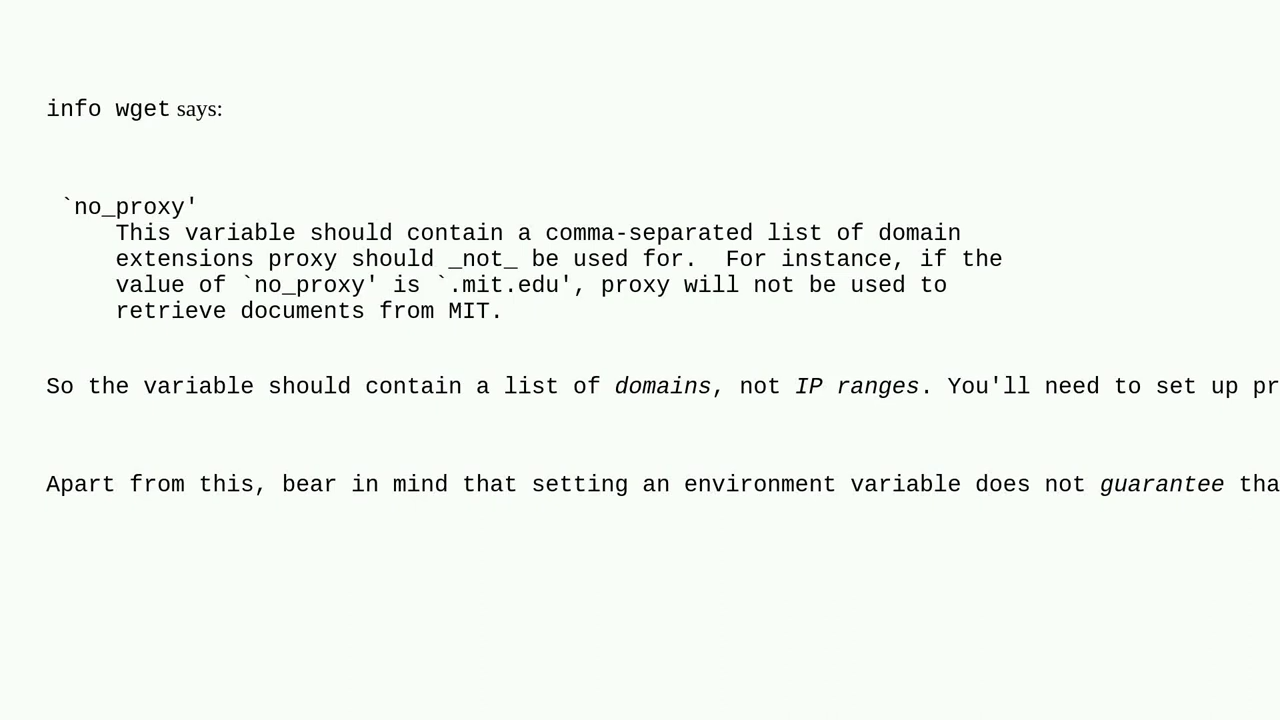 info wget says:
`no_proxy'
This variable should contain a comma-separated list of domain
extensions proxy should _not_ be used for.  For instance, if the
value of `no_proxy' is `.mit.edu', proxy will not be used to
retrieve documents from MIT.
So the variable should contain a list of domains, not IP ranges. You'll need to set up pr
Apart from this, bear in mind that setting an environment variable does not guarantee tha